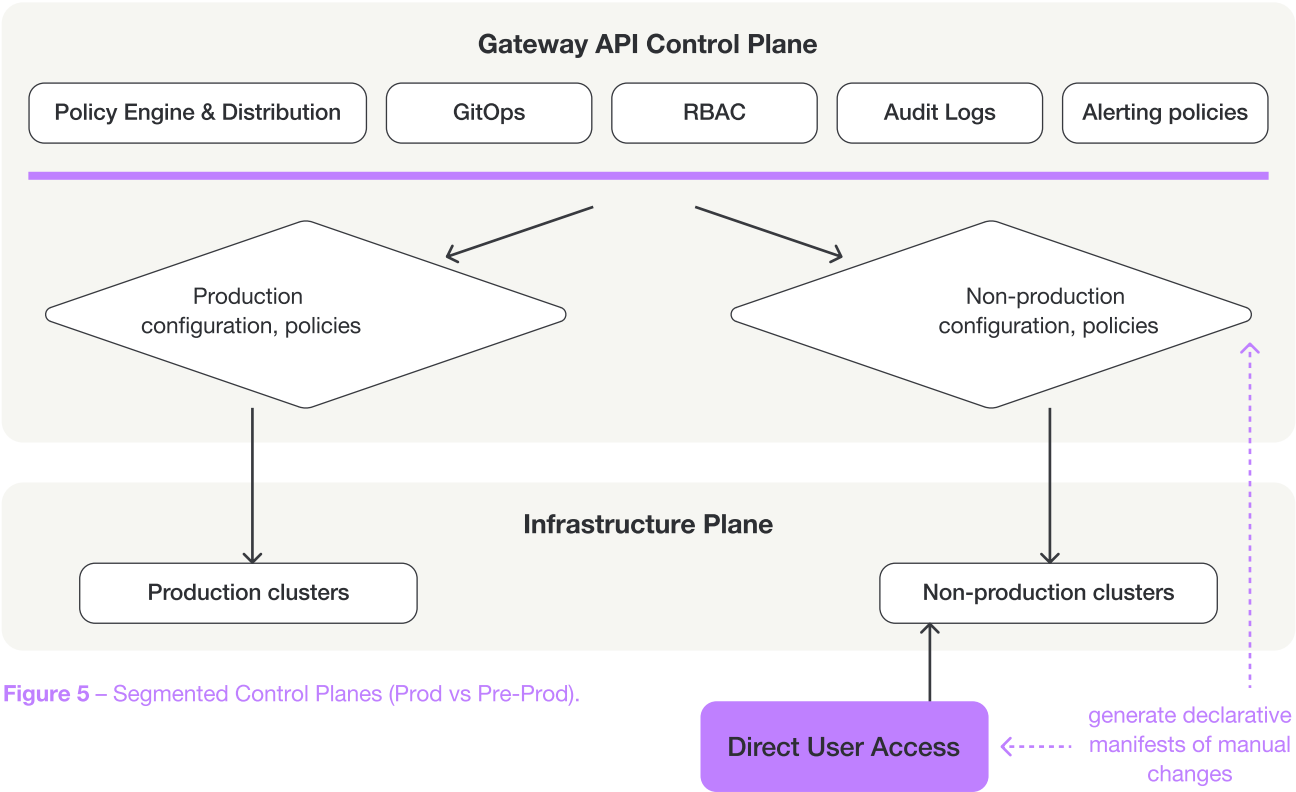 Gateway API Control Plane
Policy Engine & Distribution
GitOps
RBAC
Audit Logs
Alerting policies
Production
configuration, policies
Non-production
configuration, policies
Infrastructure Plane
Production clusters
Non-production clusters
Figure 5 – Segmented Control Planes (Prod vs Pre-Prod).
Direct User Access
generate declarative
manifests of manual
changes